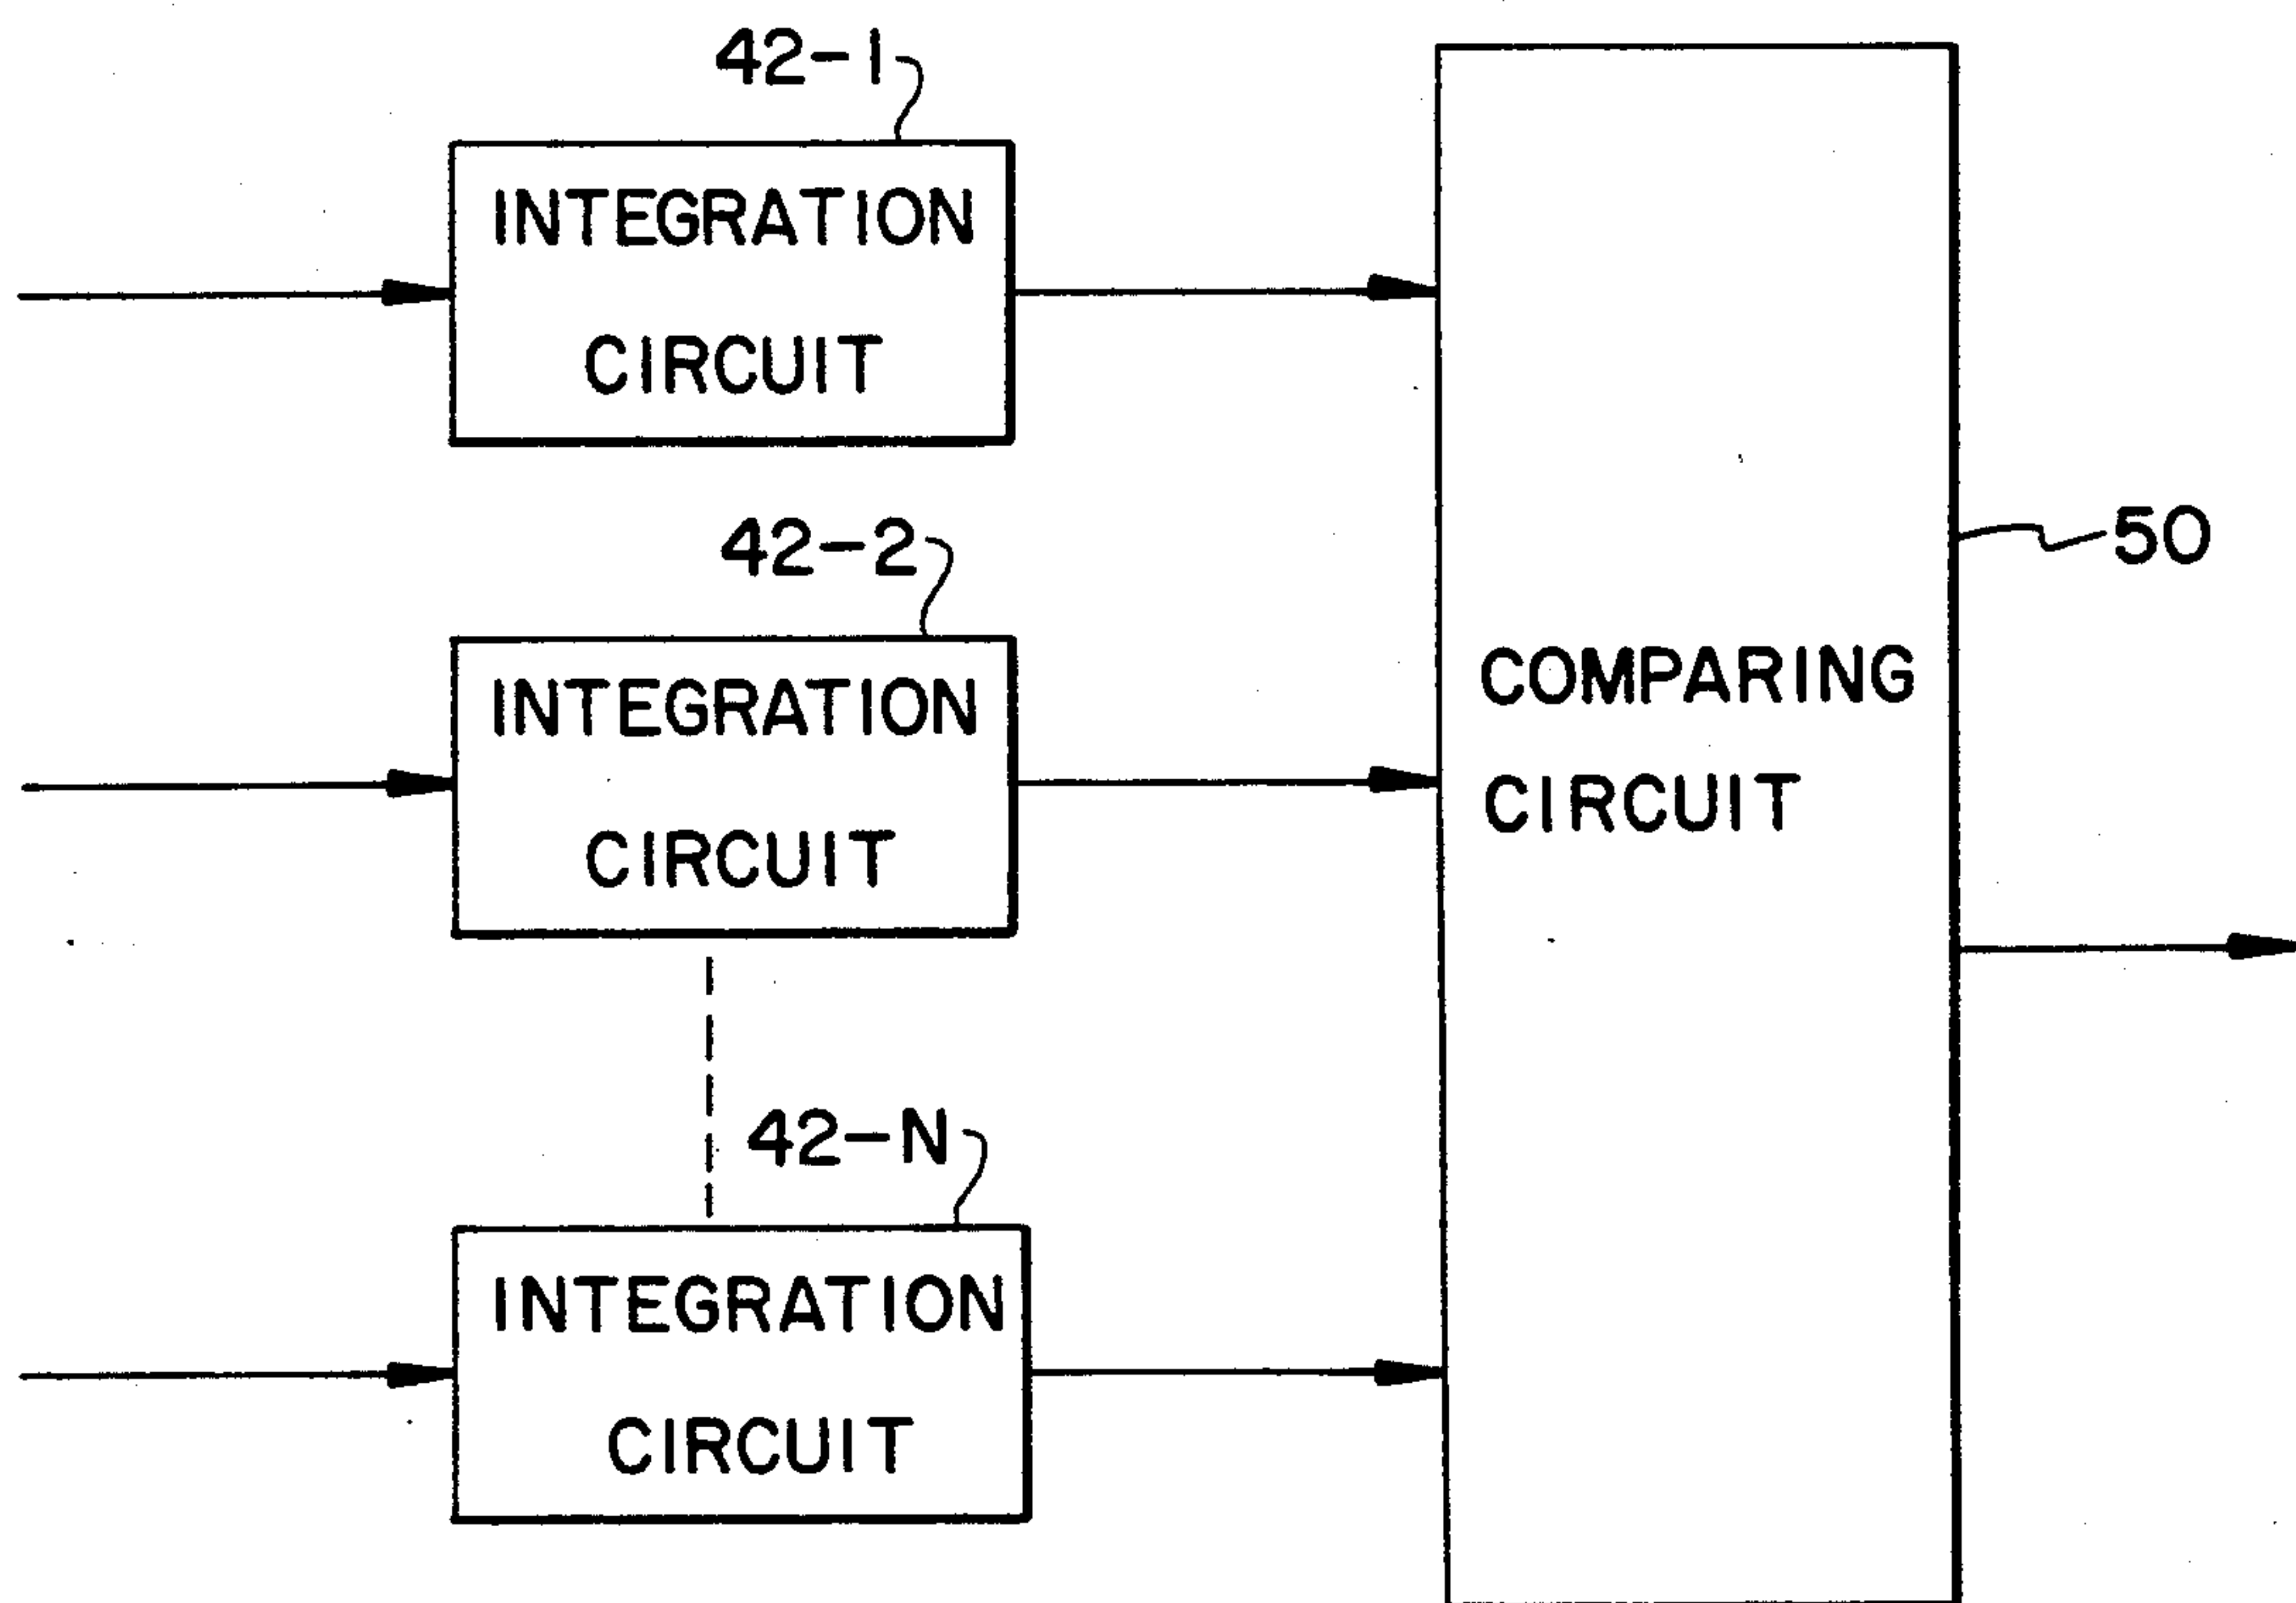 42-1
INTEGRATION
CIRCUIT
42-2
INTEGRATION
CIRCUIT
42-N
INTEGRATION
CIRCUIT
COMPARING
CIRCUIT
50